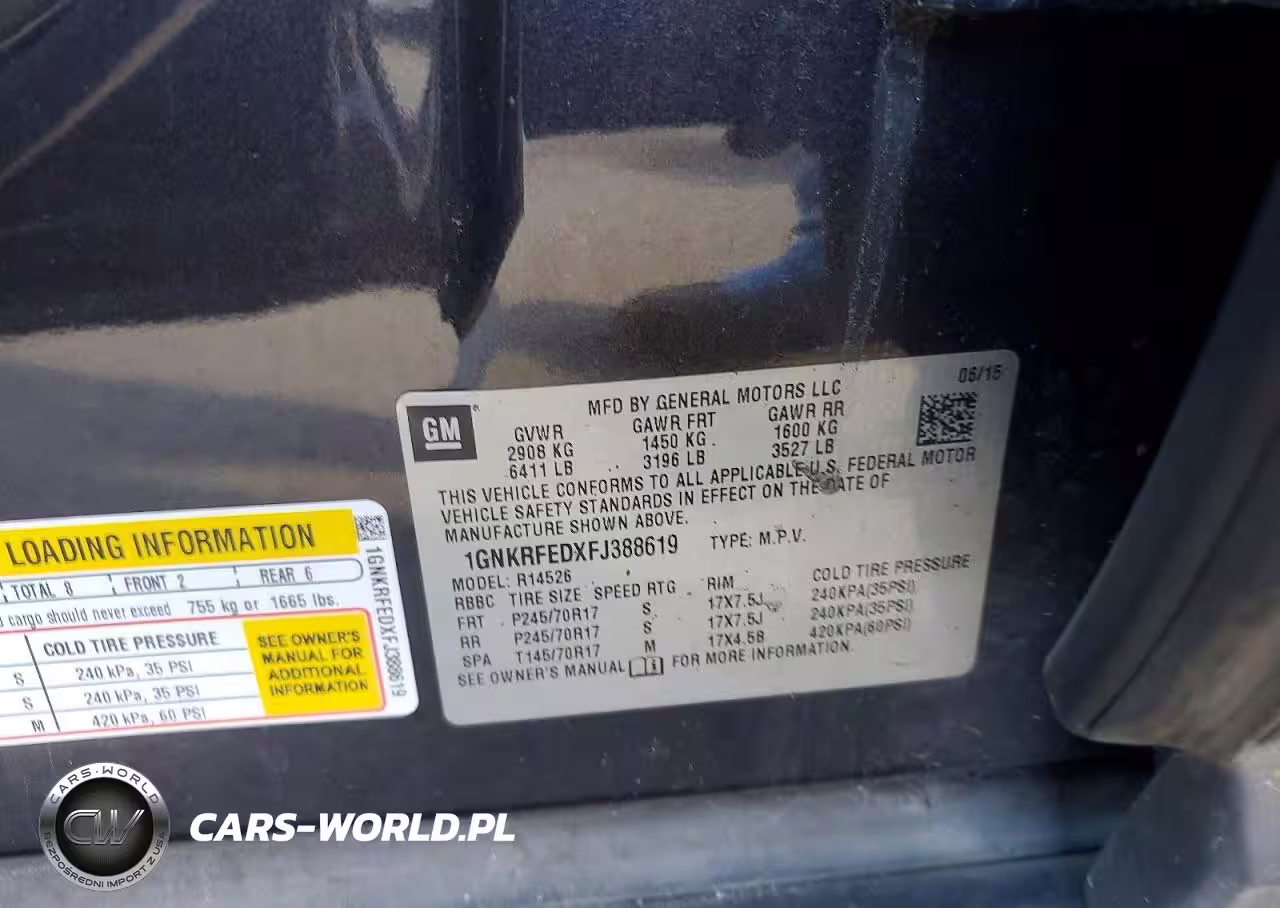 06/15
MFD BY GENERAL MOTORS LLC
GM ®
GVWR GAWR FRT GAWR RR
2908 KG 1450 KG 1600 KG
6411 LB 3196 LB 3527 LB
THIS VEHICLE CONFORMS TO ALL APPLICABLE U.S. FEDERAL MOTOR
VEHICLE SAFETY STANDARDS IN EFFECT ON THE DATE OF
MANUFACTURE SHOWN ABOVE.
1GNKRFEDXFJ388619 TYPE: M.P.V.
MODEL: R14526
RBBC TIRE SIZE SPEED RTG RIM COLD TIRE PRESSURE
FRT P245/70R17 S 17X7.5J 240KPA(35PSI)
RR P245/70R17 S 17X7.5J 240KPA(35PSI)
SPA T145/70R17 M 17X4.5B 420KPA(60PSI)
SEE OWNER'S MANUAL FOR MORE INFORMATION.
LOADING INFORMATION
TOTAL 8 FRONT 2 REAR 6
cargo should never exceed 755 kg or 1665 lbs.
COLD TIRE PRESSURE
S 240 kPa, 35 PSI
S 240 kPa, 35 PSI
M 420 kPa, 60 PSI
SEE OWNER'S
MANUAL FOR
ADDITIONAL
INFORMATION
1GNKRFEDXFJ388619
CARS-WORLD
CW
BEZPOŚREDNI IMPORT Z USA
CARS-WORLD.PL